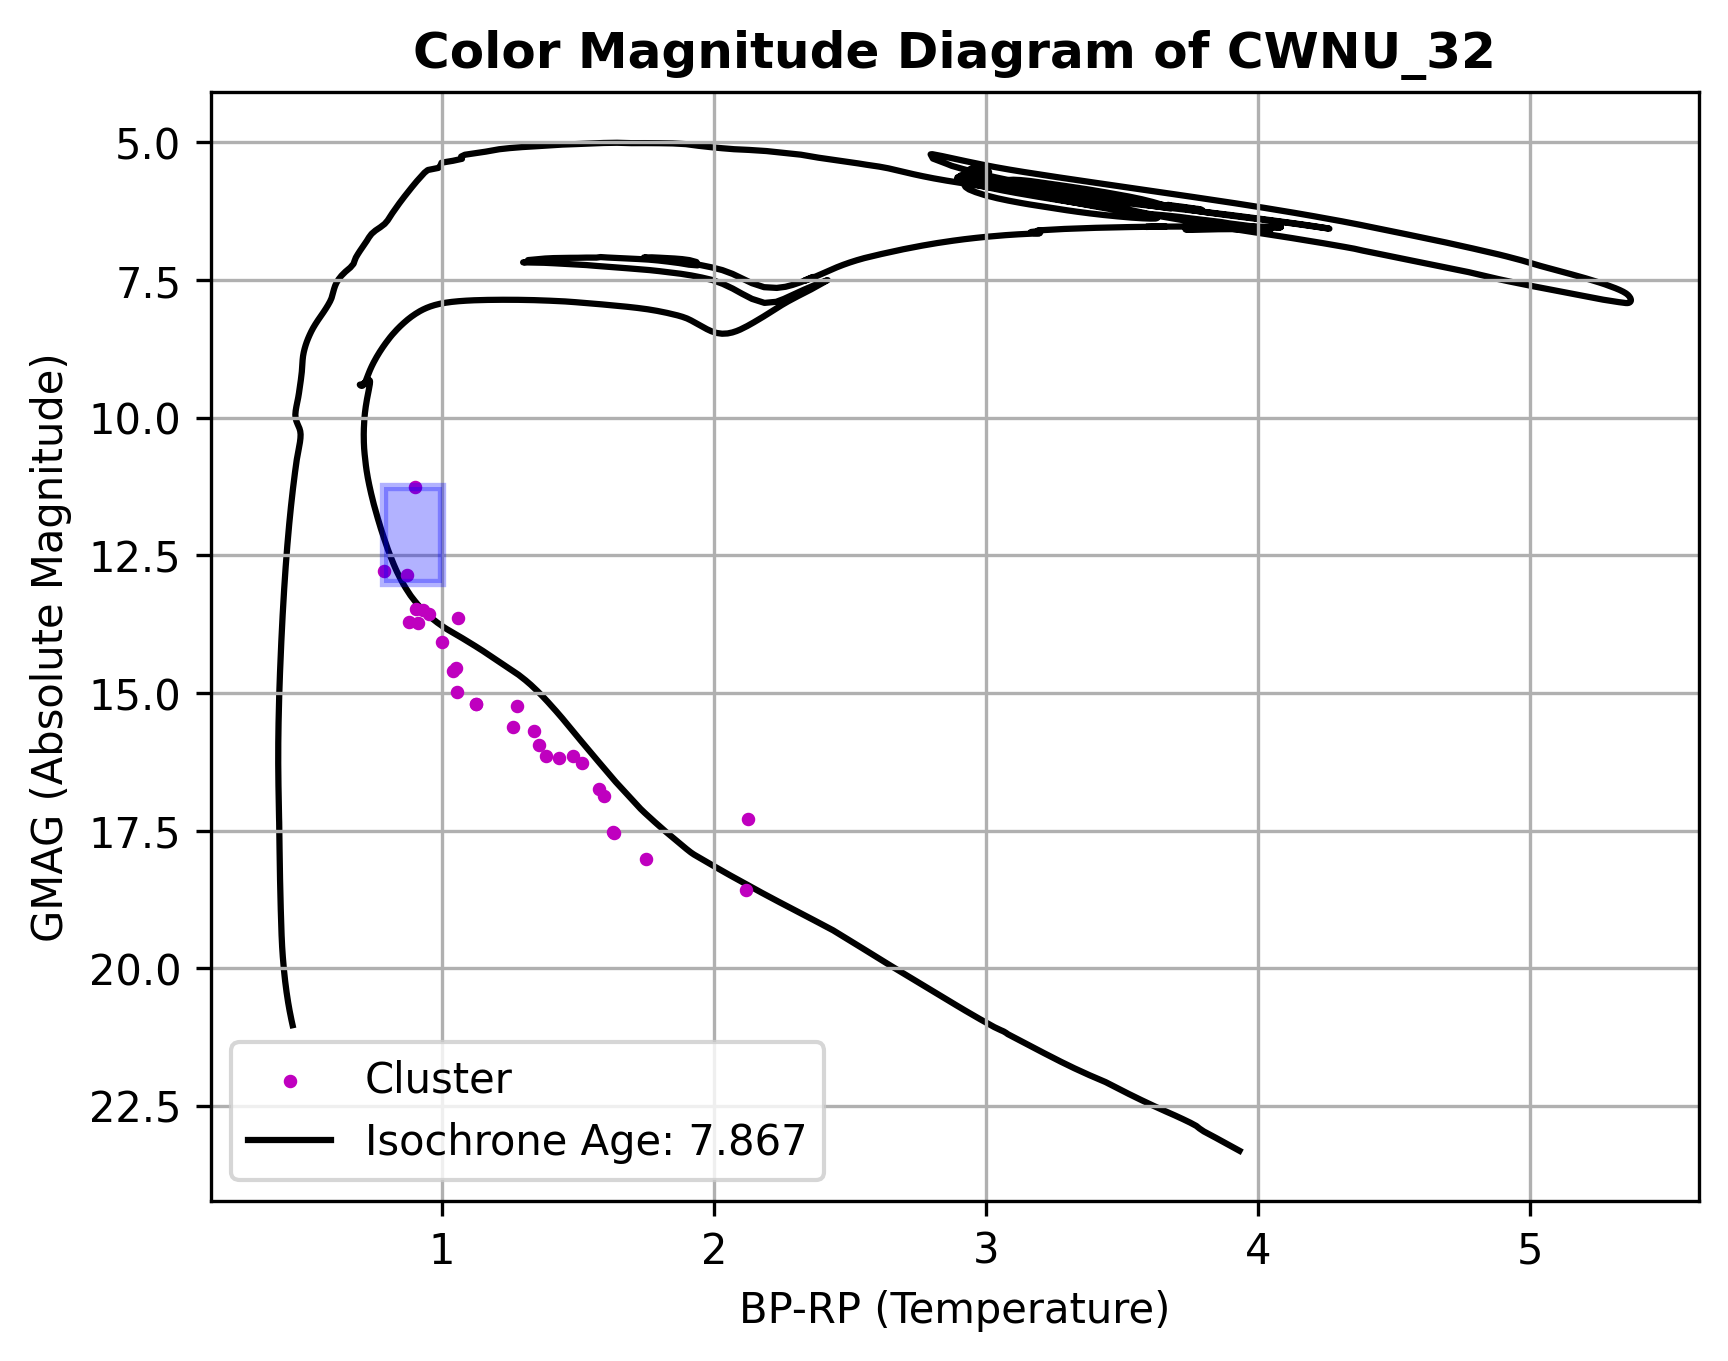 Color Magnitude Diagram of CWNU_32
GMAG (Absolute Magnitude)
5.0
7.5
10.0
12.5
15.0
17.5
20.0
22.5
Cluster
Isochrone Age: 7.867
1 2 3 4 5
BP-RP (Temperature)